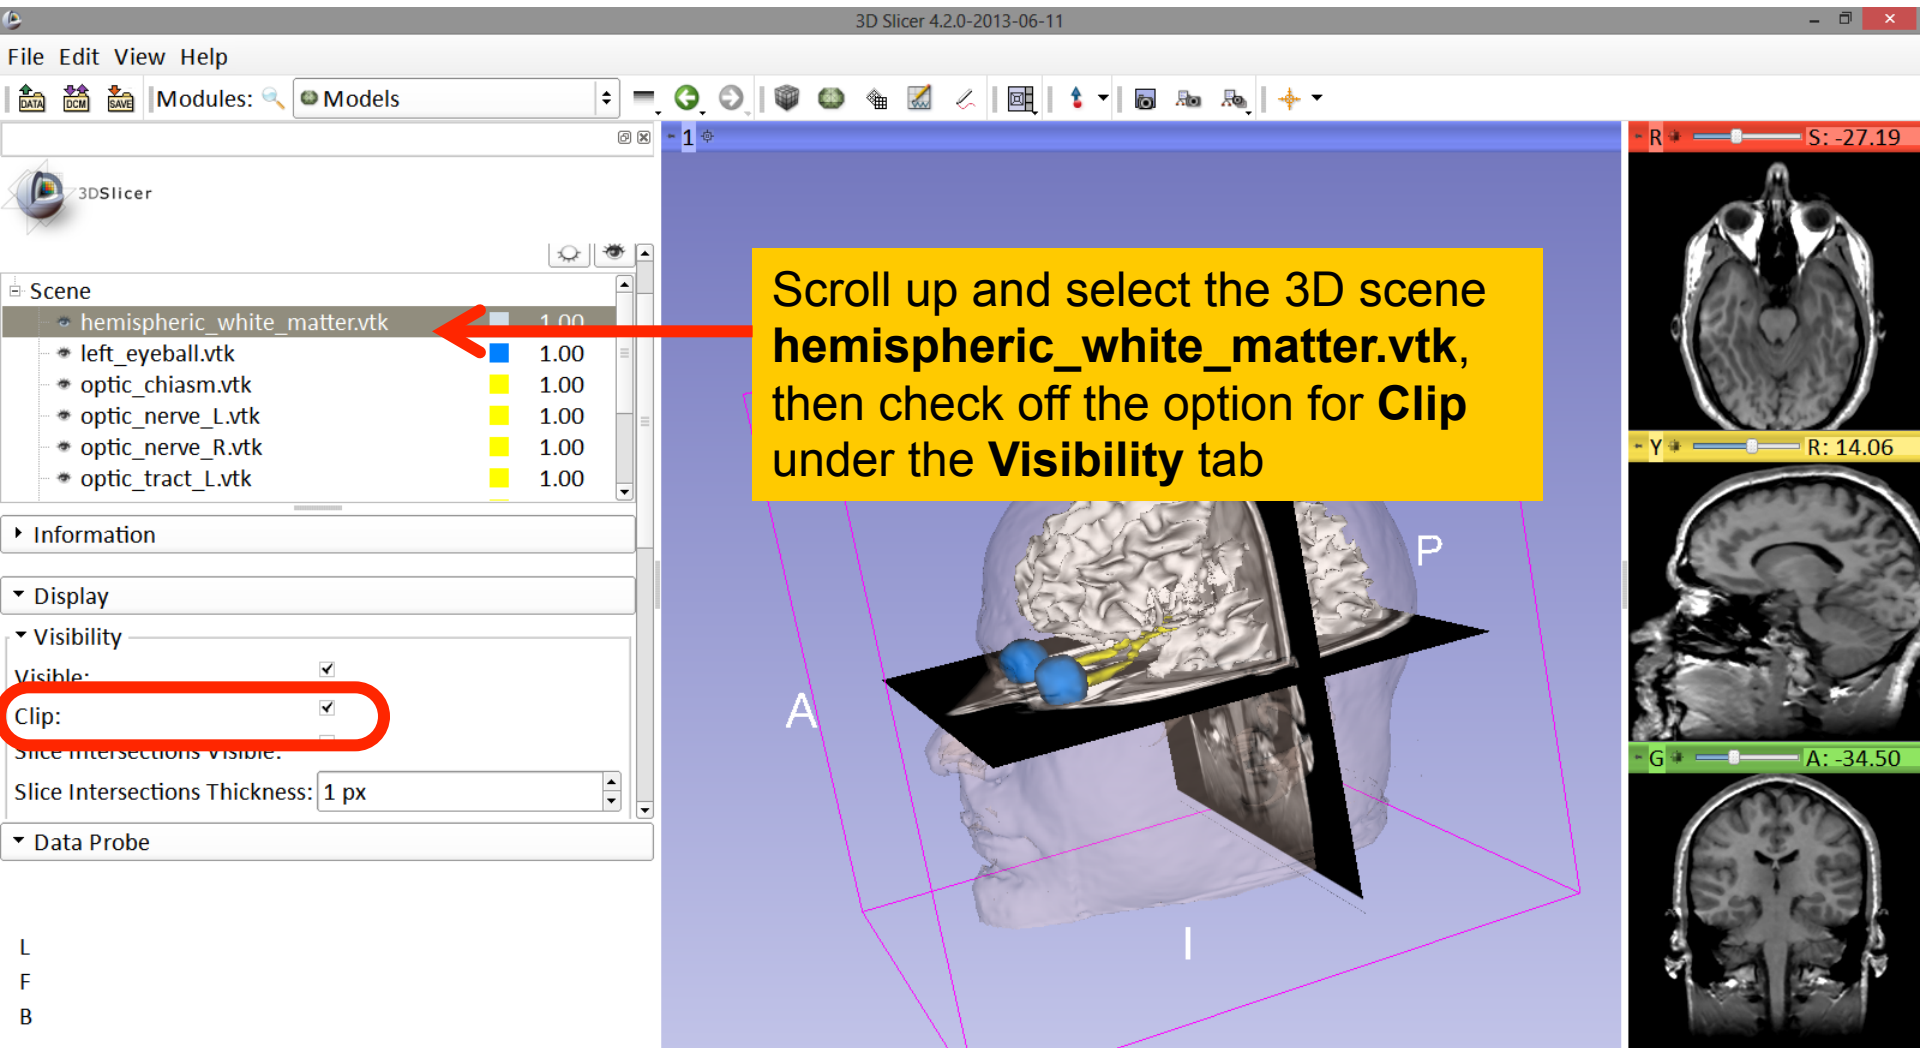 3D Slicer 4.2.0-2013-06-11
File Edit View Help
DATA DCM SAVE Modules: Models
1
R S: -27.19
3DSlicer
Scene
hemispheric_white_matter.vtk 1.00
left_eyeball.vtk 1.00
optic_chiasm.vtk 1.00
optic_nerve_L.vtk 1.00
optic_nerve_R.vtk 1.00
optic_tract_L.vtk 1.00
Information
Display
Visibility
Visible:
Clip:
Slice Intersections Visible:
Slice Intersections Thickness: 1 px
Data Probe
L
F
B
Scroll up and select the 3D scene
hemispheric_white_matter.vtk,
then check off the option for Clip
under the Visibility tab
P
A
I
Y R: 14.06
G A: -34.50